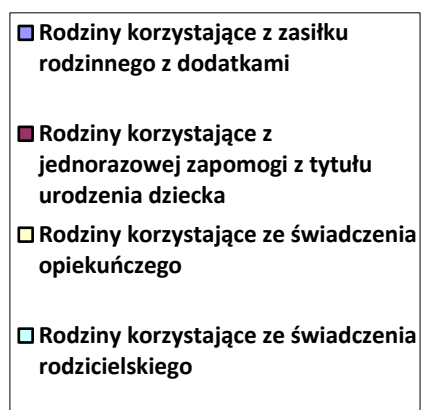 Rodziny korzystające z zasiłku
rodzinnego z dodatkami
Rodziny korzystające z
jednorazowej zapomogi z tytułu
urodzenia dziecka
Rodziny korzystające ze świadczenia
opiekuńczego
Rodziny korzystające ze świadczenia
rodzicielskiego